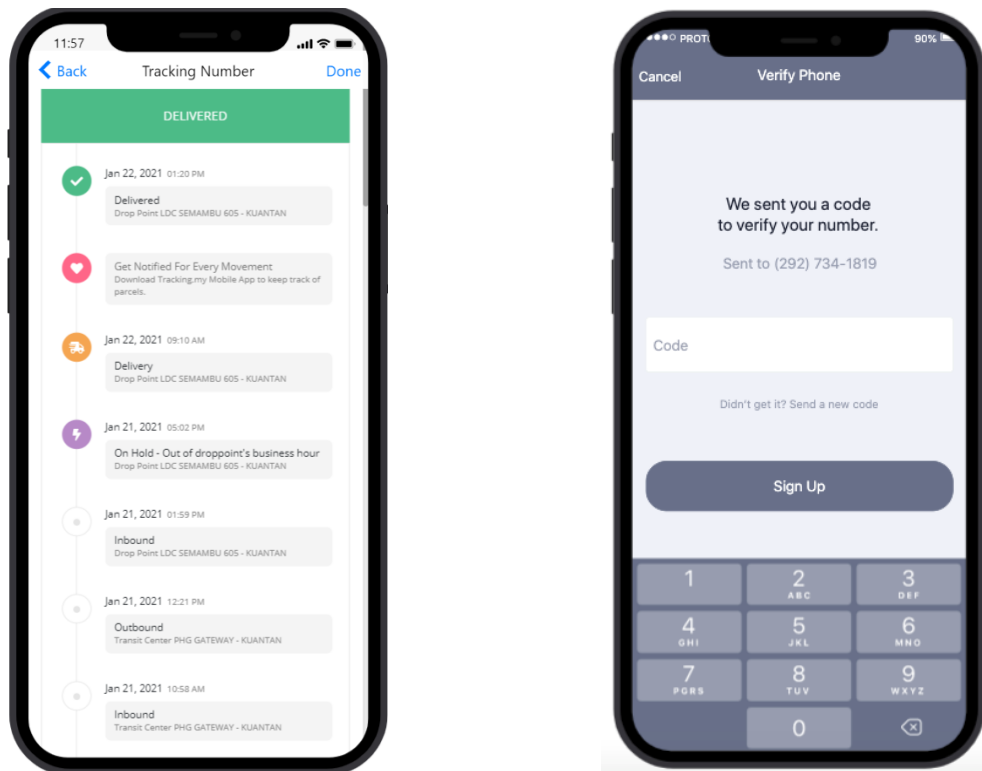 11:57
Back Tracking Number Done
DELIVERED
Jan 22, 2021 01:20 PM
Delivered
Drop Point LDC SEMAMBU 605 - KUANTAN
Get Notified For Every Movement
Download Tracking.my Mobile App to keep track of
parcels.
Jan 22, 2021 09:10 AM
Delivery
Drop Point LDC SEMAMBU 605 - KUANTAN
Jan 21, 2021 05:02 PM
On Hold - Out of droppoint's business hour
Drop Point LDC SEMAMBU 605 - KUANTAN
Jan 21, 2021 01:59 PM
Inbound
Drop Point LDC SEMAMBU 605 - KUANTAN
Jan 21, 2021 12:21 PM
Outbound
Transit Center PHG GATEWAY - KUANTAN
Jan 21, 2021 10:58 AM
Inbound
Transit Center PHG GATEWAY - KUANTAN
90%
Cancel Verify Phone
We sent you a code
to verify your number.
Sent to (292) 734-1819
Code
Didn't get it? Send a new code
Sign Up
1 2 3
ABC DEF
4 5 6
GHI JKL MNO
7 8 9
PQRS TUV WXYZ
0